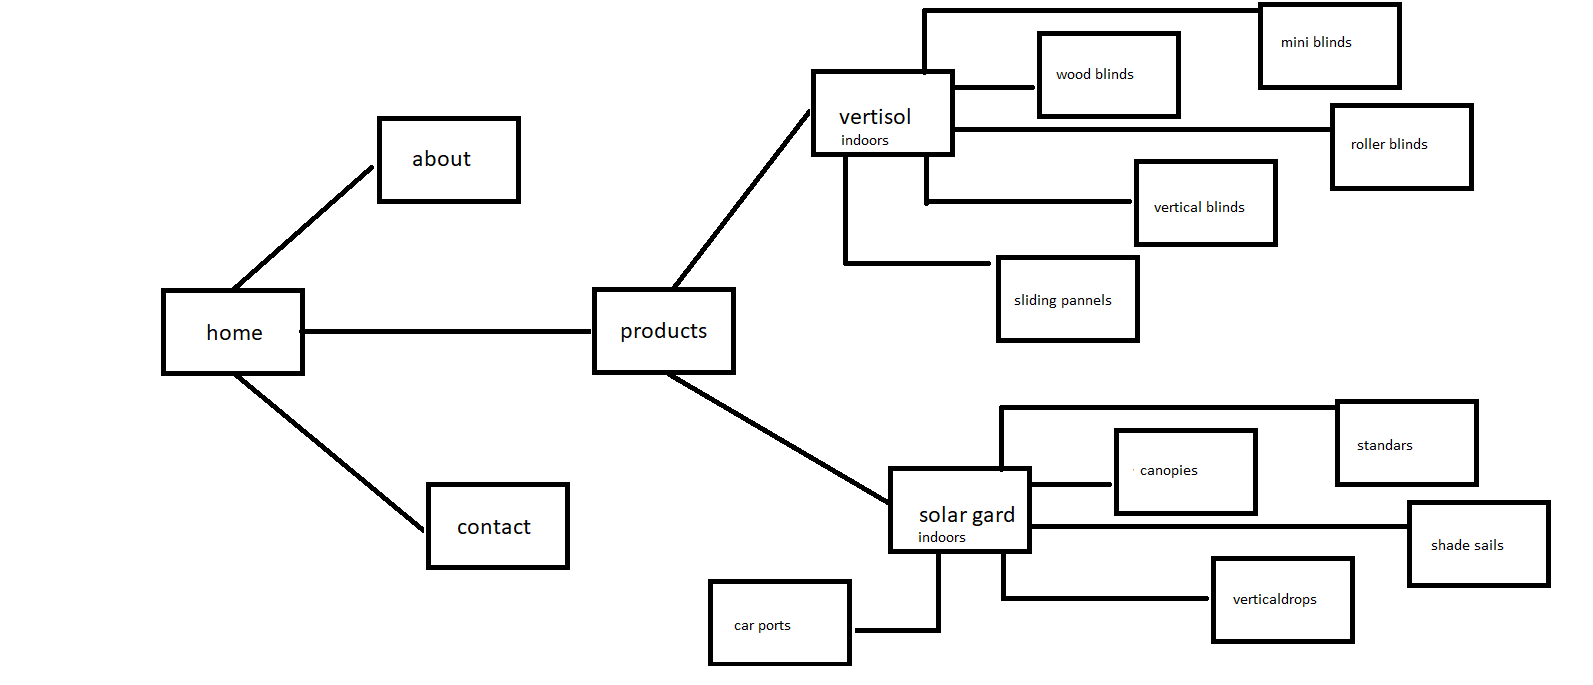 mini blinds
wood blinds
vertisol
indoors
roller blinds
about
vertical blinds
sliding pannels
home
products
standars
canopies
solar gard
indoors
shade sails
contact
verticaldrops
car ports